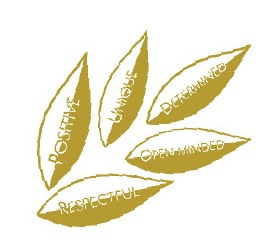 POSITIVE
UNIQUE
DETERMINED
OPEN-MINDED
RESPECTFUL